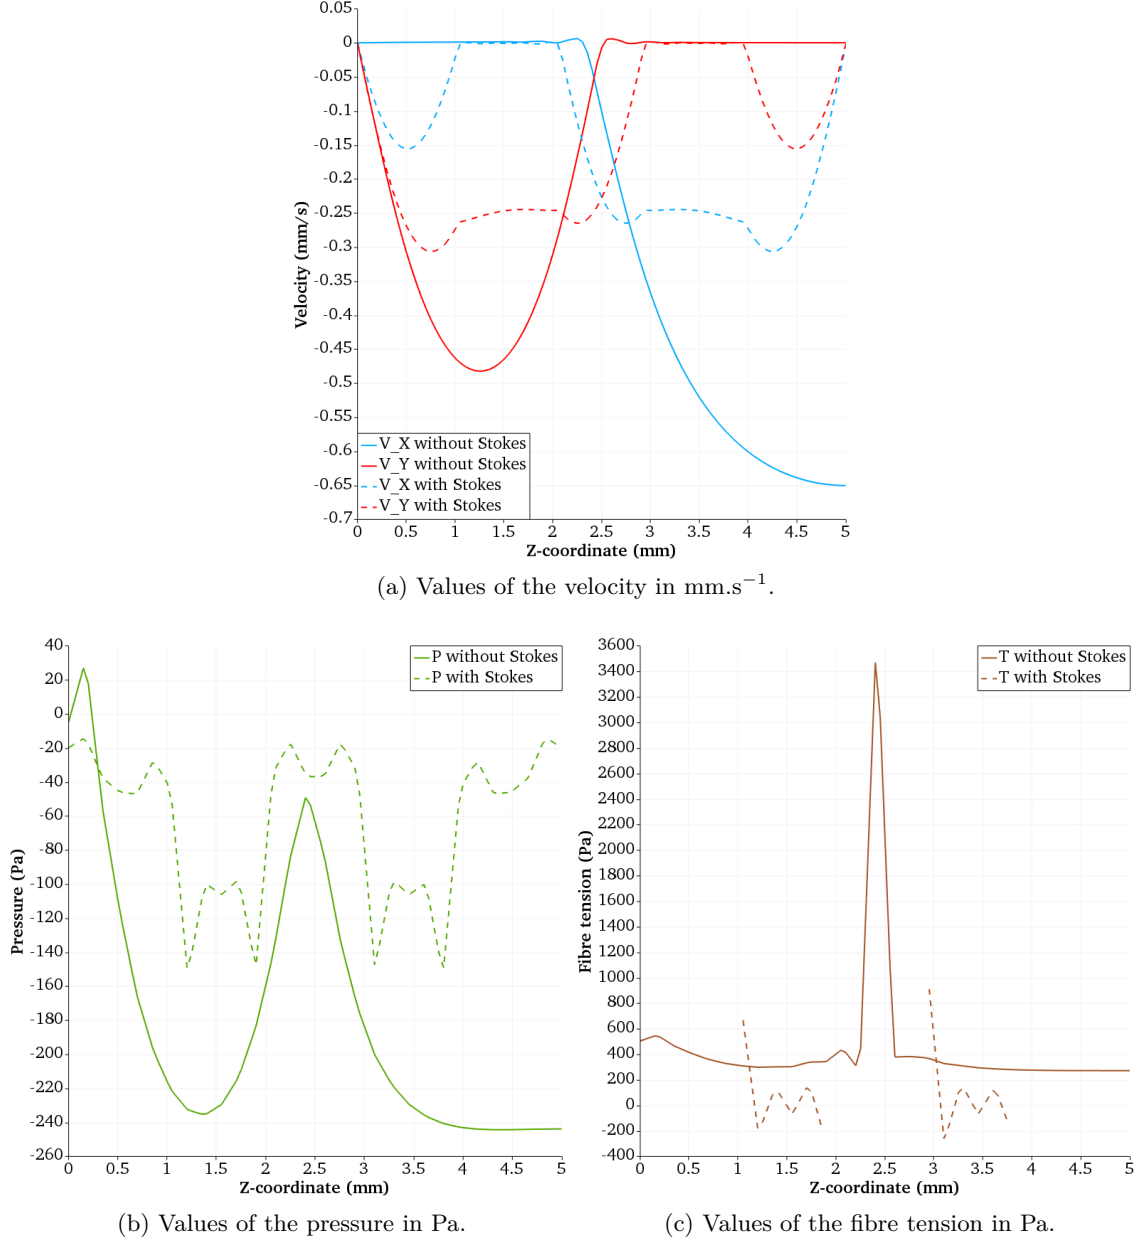 0.05
0
-0.05
-0.1
-0.15
-0.2
-0.25
-0.3
-0.35
-0.4
-0.45
-0.5
-0.55
-0.6
-0.65
-0.7
Velocity (mm/s)
V_X without Stokes
V_Y without Stokes
V_X with Stokes
V_Y with Stokes
0 0.5 1 1.5 2 2.5 3 3.5 4 4.5 5
Z-coordinate (mm)
(a) Values of the velocity in mm.s⁻¹.
40
20
0
-20
-40
-60
-80
-100
-120
-140
-160
-180
-200
-220
-240
-260
Pressure (Pa)
P without Stokes
P with Stokes
0 0.5 1 1.5 2 2.5 3 3.5 4 4.5 5
Z-coordinate (mm)
(b) Values of the pressure in Pa.
3600
3400
3200
3000
2800
2600
2400
2200
2000
1800
1600
1400
1200
1000
800
600
400
200
0
-200
-400
Fibre tension (Pa)
T without Stokes
T with Stokes
0 0.5 1 1.5 2 2.5 3 3.5 4 4.5 5
Z-coordinate (mm)
(c) Values of the fibre tension in Pa.